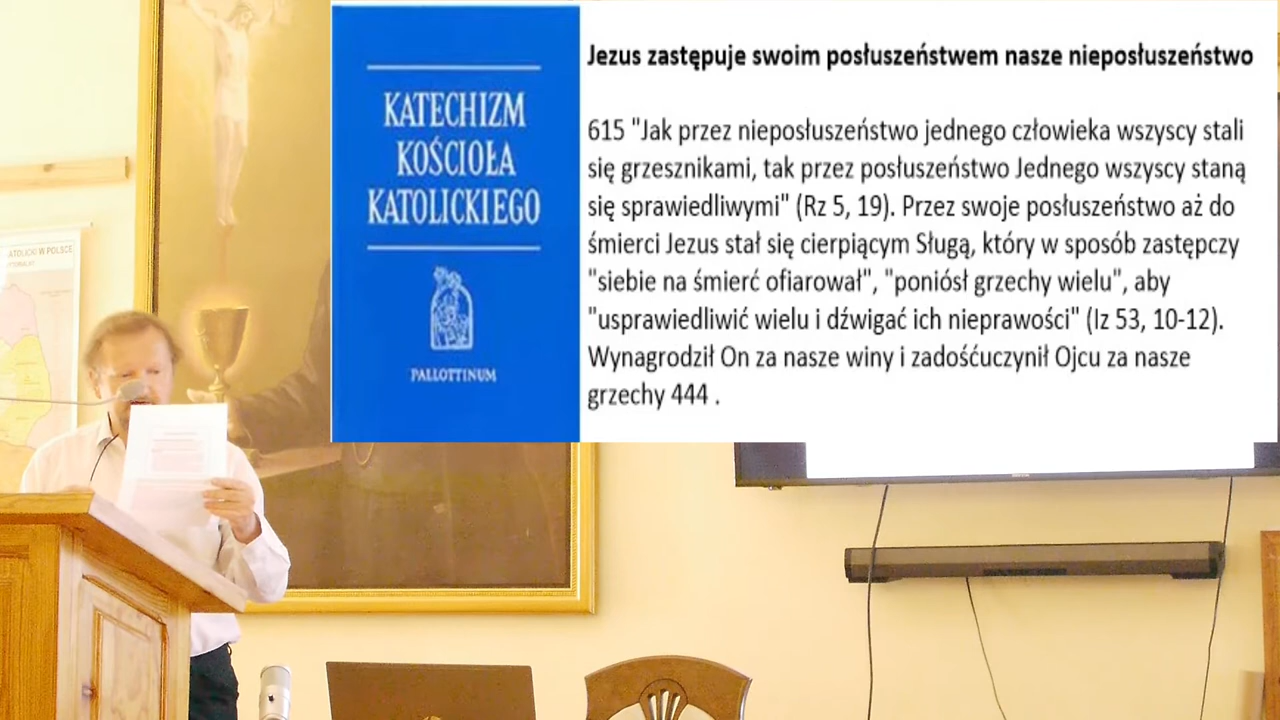 KATECHIZM
KOŚCIOŁA
KATOLICKIEGO
PALLOTTINUM
Jezus zastępuje swoim posłuszeństwem nasze nieposłuszeństwo
615 "Jak przez nieposłuszeństwo jednego człowieka wszyscy stali
się grzesznikami, tak przez posłuszeństwo Jednego wszyscy staną
się sprawiedliwymi" (Rz 5, 19). Przez swoje posłuszeństwo aż do
śmierci Jezus stał się cierpiącym Sługą, który w sposób zastępczy
"siebie na śmierć ofiarował", "poniósł grzechy wielu", aby
"usprawiedliwić wielu i dźwigać ich nieprawości" (Iz 53, 10-12).
Wynagrodził On za nasze winy i zadośćuczynił Ojcu za nasze
grzechy 444 .
ATOLICKI W POLSCE